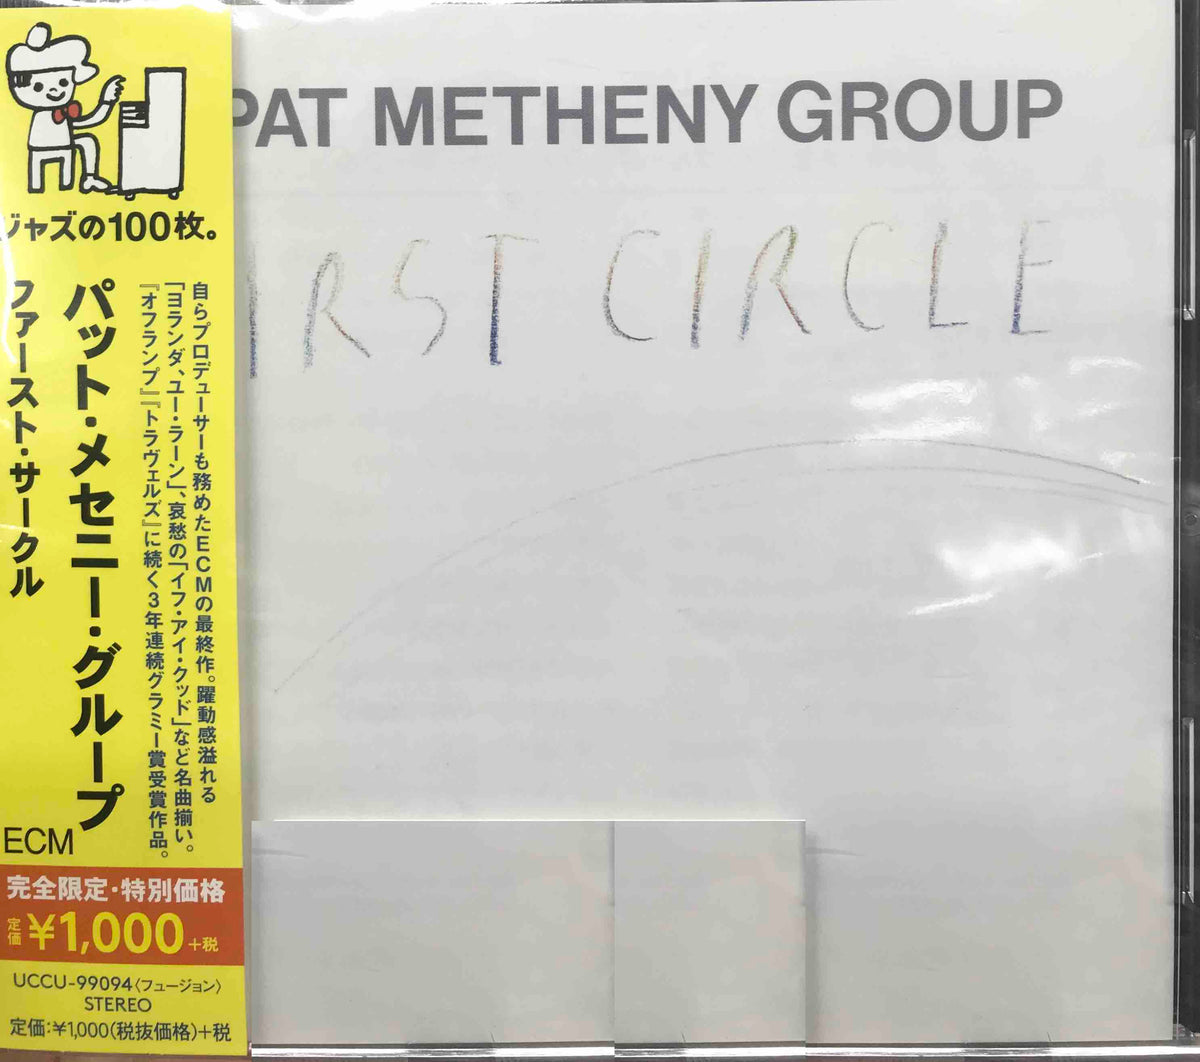 ジャズの100枚。
自らプロデューサーも務めたECMの最終作。躍動感溢れる
「ヨランダ、ユー・ラーン」、哀愁の「イフ・アイ・クッド」など名曲揃い。
『オフランプ』『トラヴェルズ』に続く3年連続グラミー賞受賞作品。
パット・メセニー・グループ
ファースト・サークル
ECM
完全限定・特別価格
定価 ¥1,000+税
UCCU-99094〈フュージョン〉
STEREO
定価:¥1,000(税抜価格)+税
PAT METHENY GROUP
IRST CIRCLE